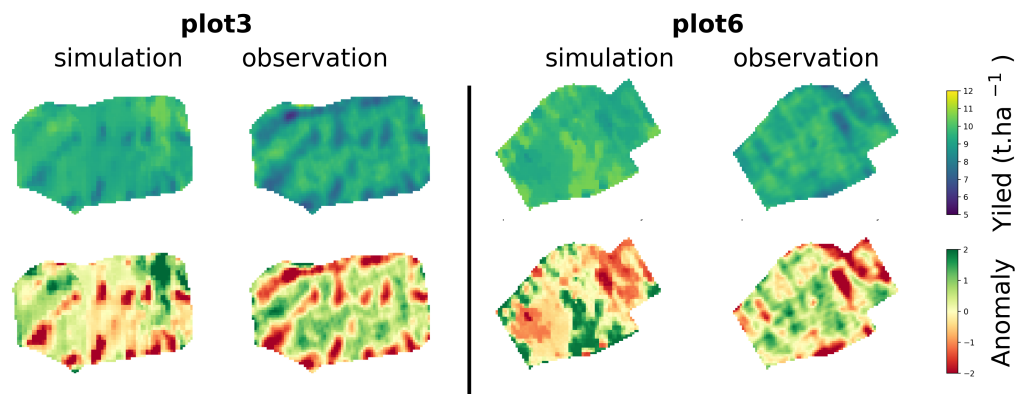 plot3
plot6
simulation
observation
simulation
observation
12
11
10
9
8
7
6
5
Yiled (t.ha −1 )
2
1
0
−1
−2
Anomaly